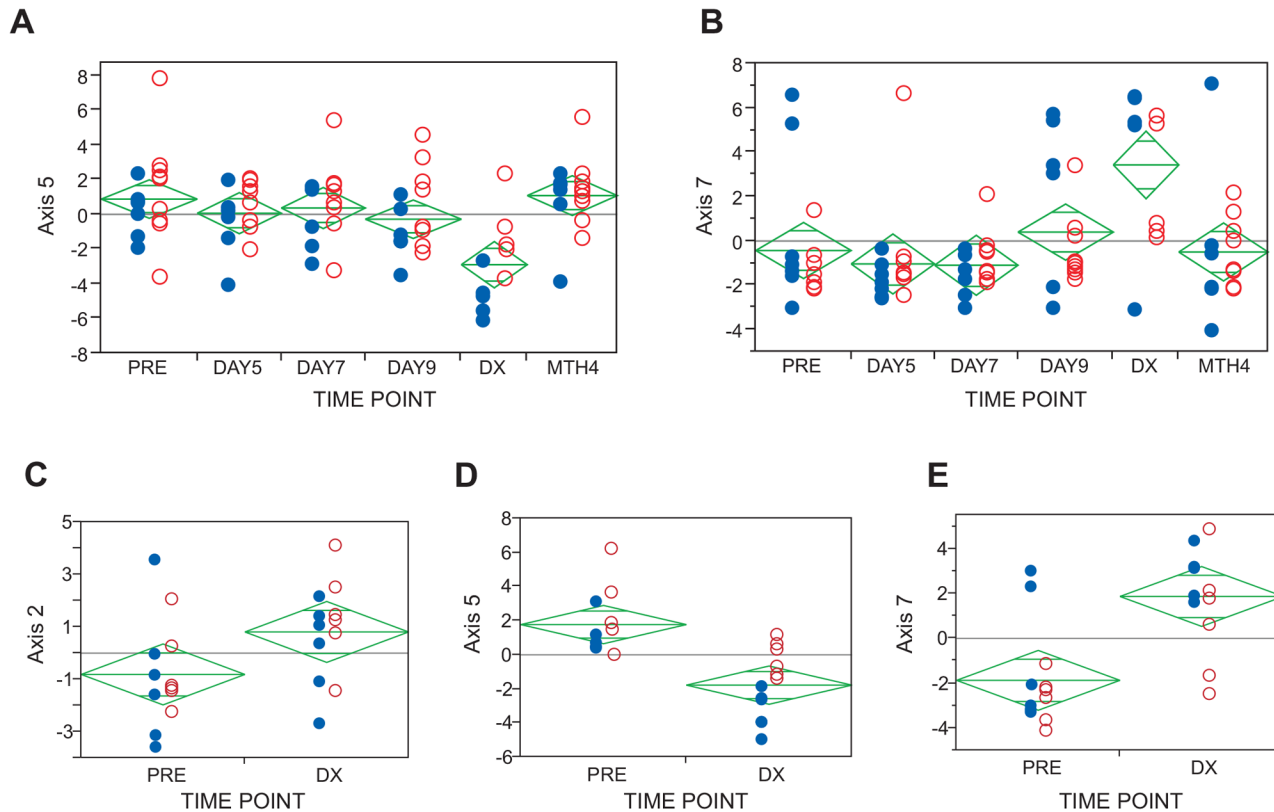 A
Axis 5
8
6
4
2
0
-2
-4
-6
-8
PRE DAY5 DAY7 DAY9 DX MTH4
TIME POINT
B
Axis 7
8
6
4
2
0
-2
-4
PRE DAY5 DAY7 DAY9 DX MTH4
TIME POINT
C
Axis 2
5
3
1
-1
-3
PRE DX
TIME POINT
D
Axis 5
8
6
4
2
0
-2
-4
-6
PRE DX
TIME POINT
E
Axis 7
4
2
0
-2
-4
PRE DX
TIME POINT